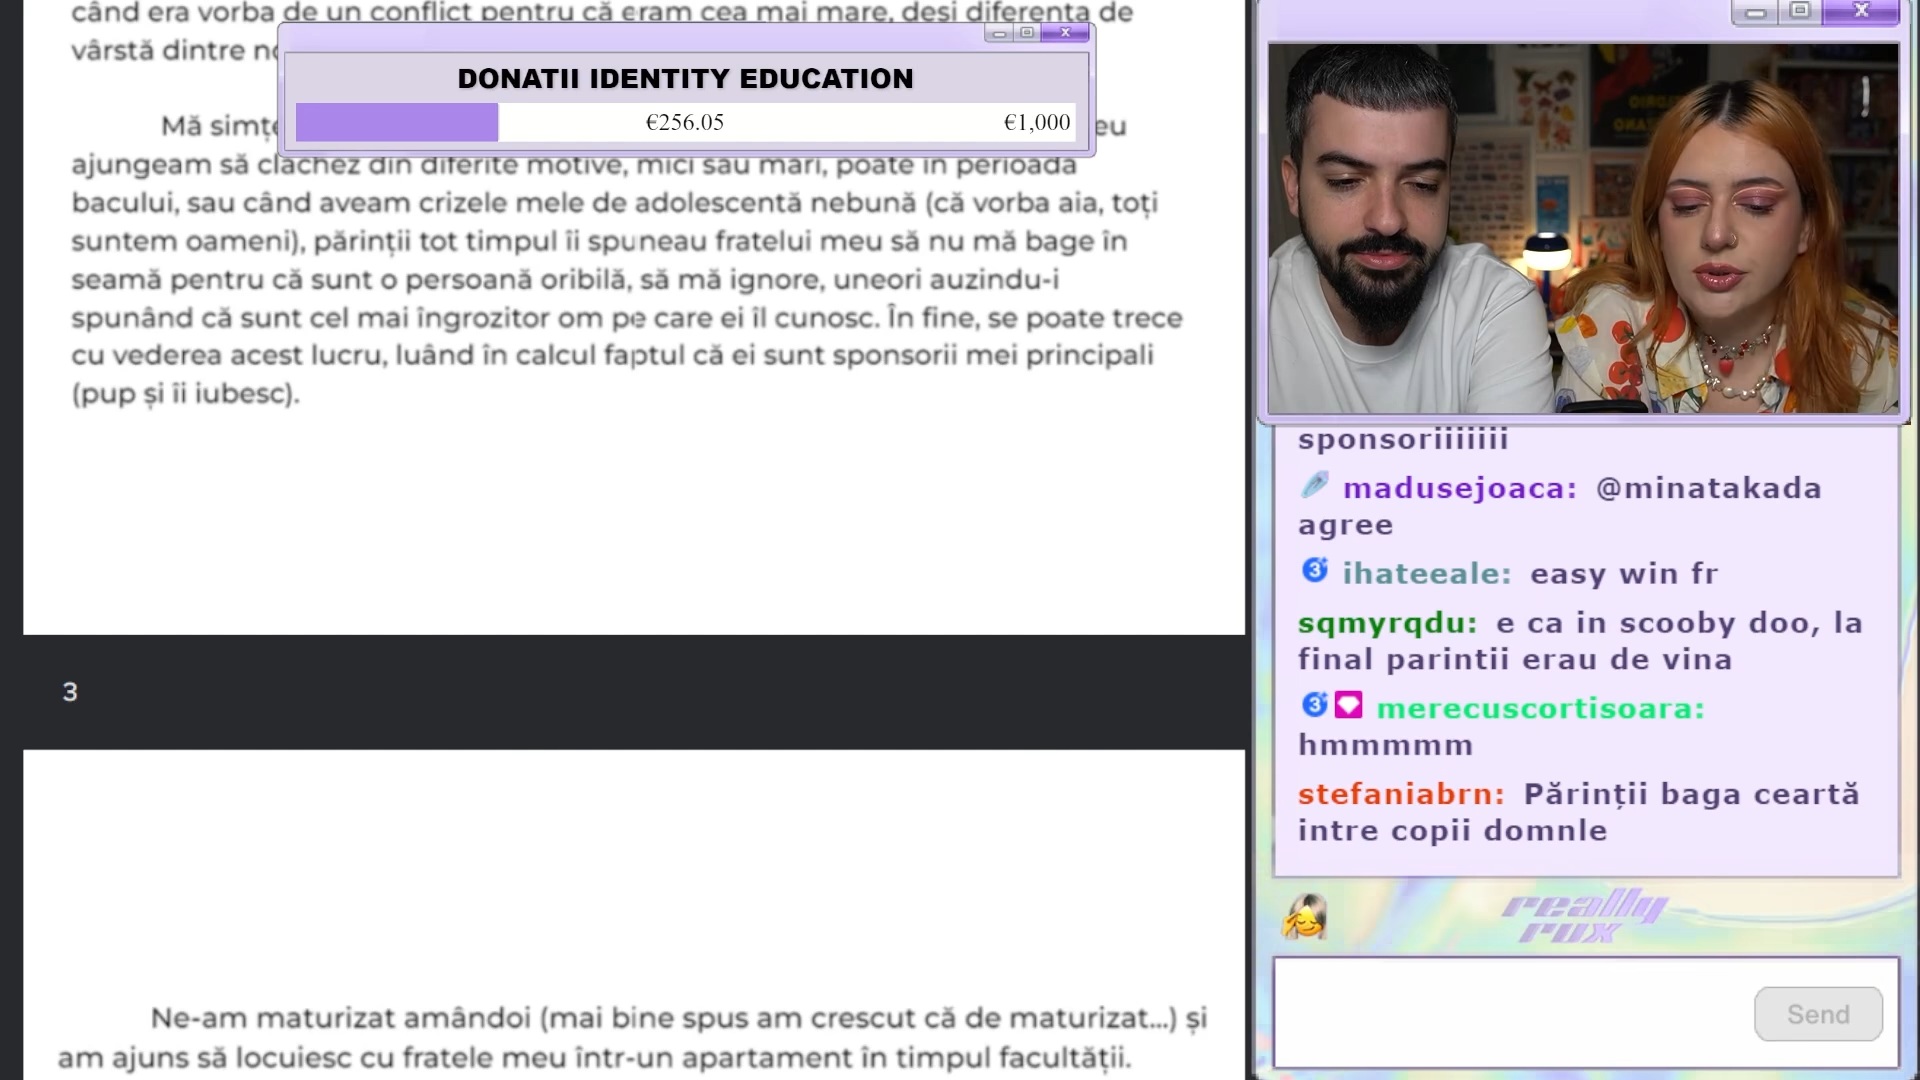 când era vorba de un conflict pentru că eram cea mai mare, deși diferența de
vârstă dintre
DONATII IDENTITY EDUCATION
€256.05
€1,000
Mă eu
ajungeam să clachez din diferite motive, mici sau mari, poate în perioada
bacului, sau când aveam crizele mele de adolescentă nebună (că vorba aia, toți
suntem oameni), părinții tot timpul îi spuneau fratelui meu să nu mă bage în
seamă pentru că sunt o persoană oribilă, să mă ignore, uneori auzindu-i
spunând că sunt cel mai îngrozitor om pe care ei îl cunosc. În fine, se poate trece
cu vederea acest lucru, luând în calcul faptul că ei sunt sponsorii mei principali
(pup și îi iubesc).
3
Ne-am maturizat amândoi (mai bine spus am crescut că de maturizat...) și
am ajuns să locuiesc cu fratele meu într-un apartament în timpul facultății.
sponsoriiiiiii
madusejoaca: @minatakada
agree
ihateeale: easy win fr
sqmyrqdu: e ca in scooby doo, la
final parintii erau de vina
merecuscortisoara:
hmmmmm
stefaniabrn: Părinții baga ceartă
intre copii domnle
really
rux
Send